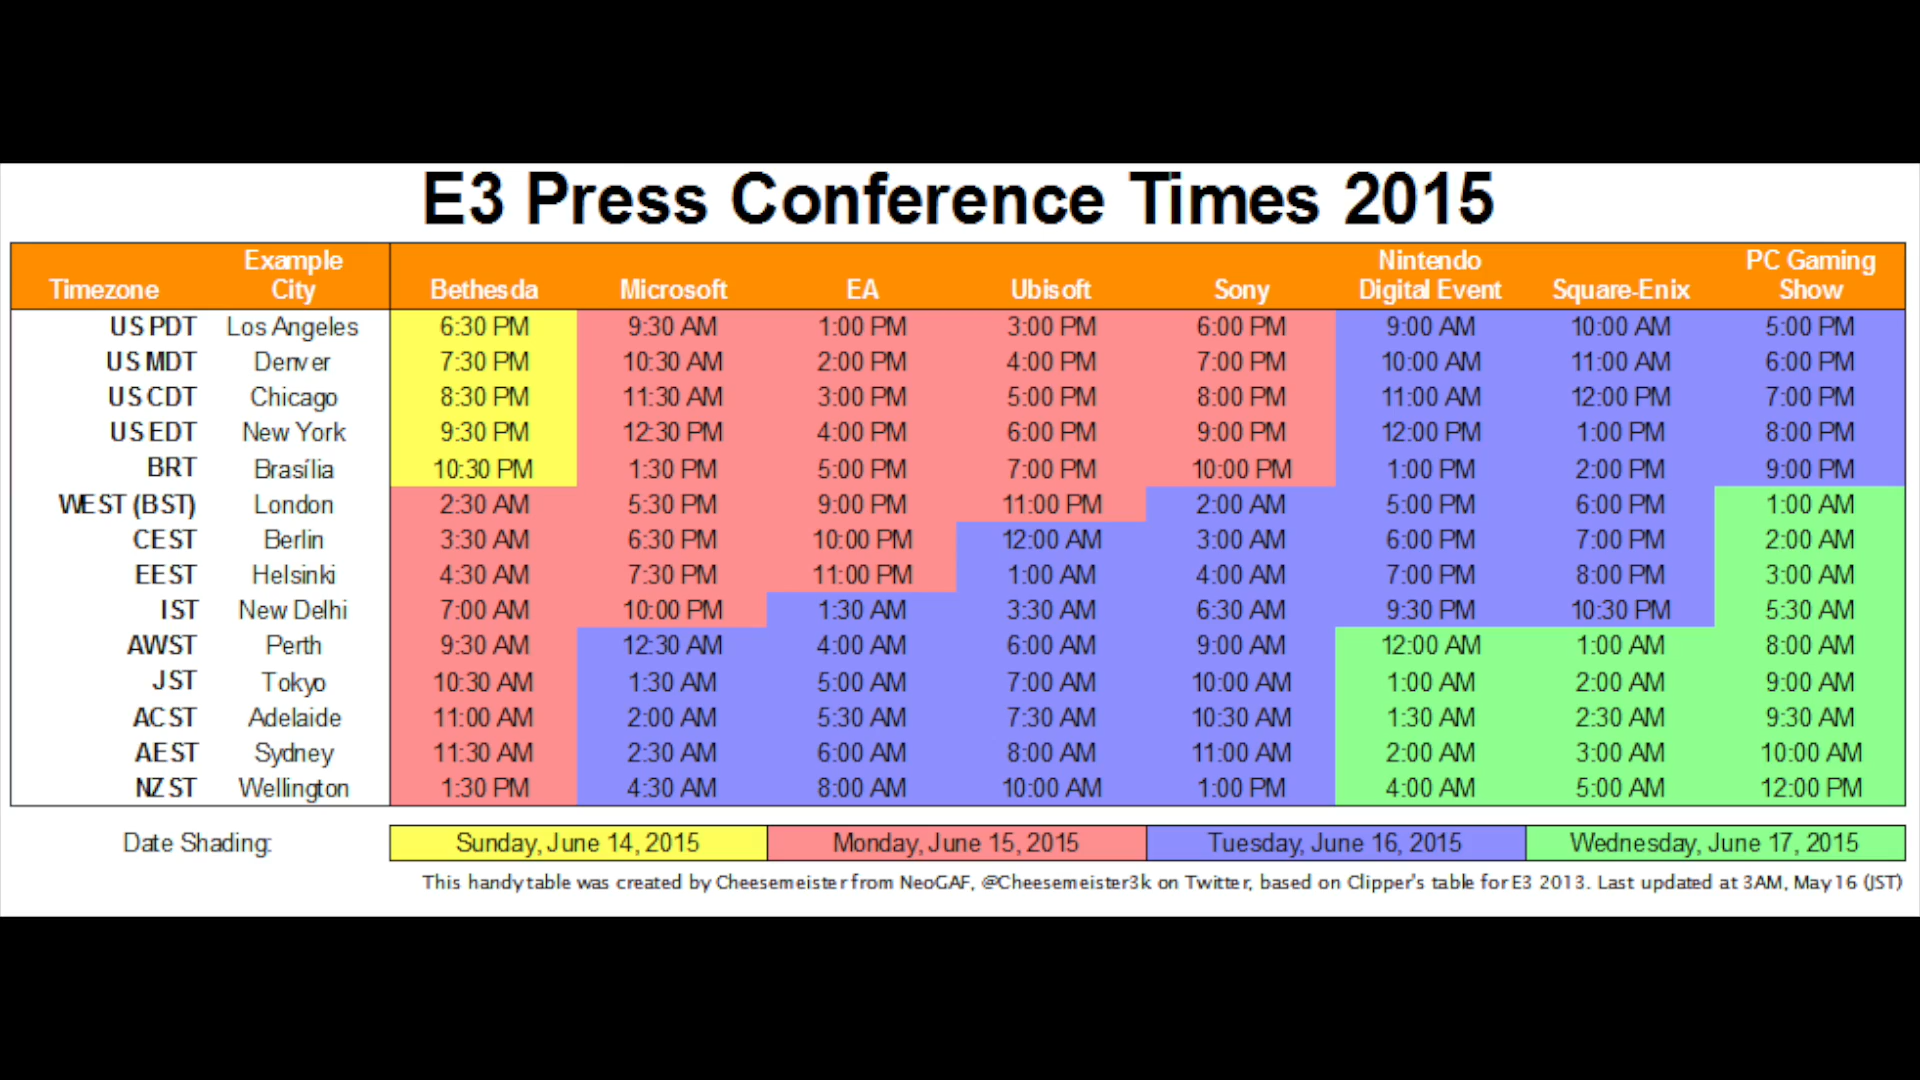 E3 Press Conference Times 2015
Timezone Example City Bethesda Microsoft EA Ubisoft Sony Nintendo Digital Event Square-Enix PC Gaming Show
US PDT Los Angeles 6:30 PM 9:30 AM 1:00 PM 3:00 PM 6:00 PM 9:00 AM 10:00 AM 5:00 PM
US MDT Denver 7:30 PM 10:30 AM 2:00 PM 4:00 PM 7:00 PM 10:00 AM 11:00 AM 6:00 PM
US CDT Chicago 8:30 PM 11:30 AM 3:00 PM 5:00 PM 8:00 PM 11:00 AM 12:00 PM 7:00 PM
US EDT New York 9:30 PM 12:30 PM 4:00 PM 6:00 PM 9:00 PM 12:00 PM 1:00 PM 8:00 PM
BRT Brasília 10:30 PM 1:30 PM 5:00 PM 7:00 PM 10:00 PM 1:00 PM 2:00 PM 9:00 PM
WEST (BST) London 2:30 AM 5:30 PM 9:00 PM 11:00 PM 2:00 AM 5:00 PM 6:00 PM 1:00 AM
CEST Berlin 3:30 AM 6:30 PM 10:00 PM 12:00 AM 3:00 AM 6:00 PM 7:00 PM 2:00 AM
EEST Helsinki 4:30 AM 7:30 PM 11:00 PM 1:00 AM 4:00 AM 7:00 PM 8:00 PM 3:00 AM
IST New Delhi 7:00 AM 10:00 PM 1:30 AM 3:30 AM 6:30 AM 9:30 PM 10:30 PM 5:30 AM
AWST Perth 9:30 AM 12:30 AM 4:00 AM 6:00 AM 9:00 AM 12:00 AM 1:00 AM 8:00 AM
JST Tokyo 10:30 AM 1:30 AM 5:00 AM 7:00 AM 10:00 AM 1:00 AM 2:00 AM 9:00 AM
ACST Adelaide 11:00 AM 2:00 AM 5:30 AM 7:30 AM 10:30 AM 1:30 AM 2:30 AM 9:30 AM
AEST Sydney 11:30 AM 2:30 AM 6:00 AM 8:00 AM 11:00 AM 2:00 AM 3:00 AM 10:00 AM
NZST Wellington 1:30 PM 4:30 AM 8:00 AM 10:00 AM 1:00 PM 4:00 AM 5:00 AM 12:00 PM
Date Shading: Sunday, June 14, 2015 Monday, June 15, 2015 Tuesday, June 16, 2015 Wednesday, June 17, 2015
This handy table was created by Cheesemeister from NeoGAF, @Cheesemeister3k on Twitter, based on Clipper's table for E3 2013. Last updated at 3AM, May 16 (JST)